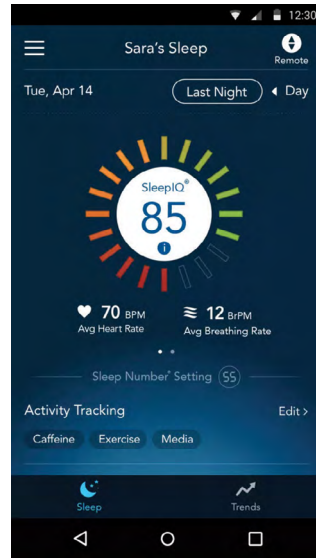 12:30
Sara's Sleep
Remote
Tue, Apr 14 Last Night Day
SleepIQ®
85
i
70 BPM 12 BrPM
Avg Heart Rate Avg Breathing Rate
Sleep Number® Setting 55
Activity Tracking Edit >
Caffeine Exercise Media
Sleep Trends